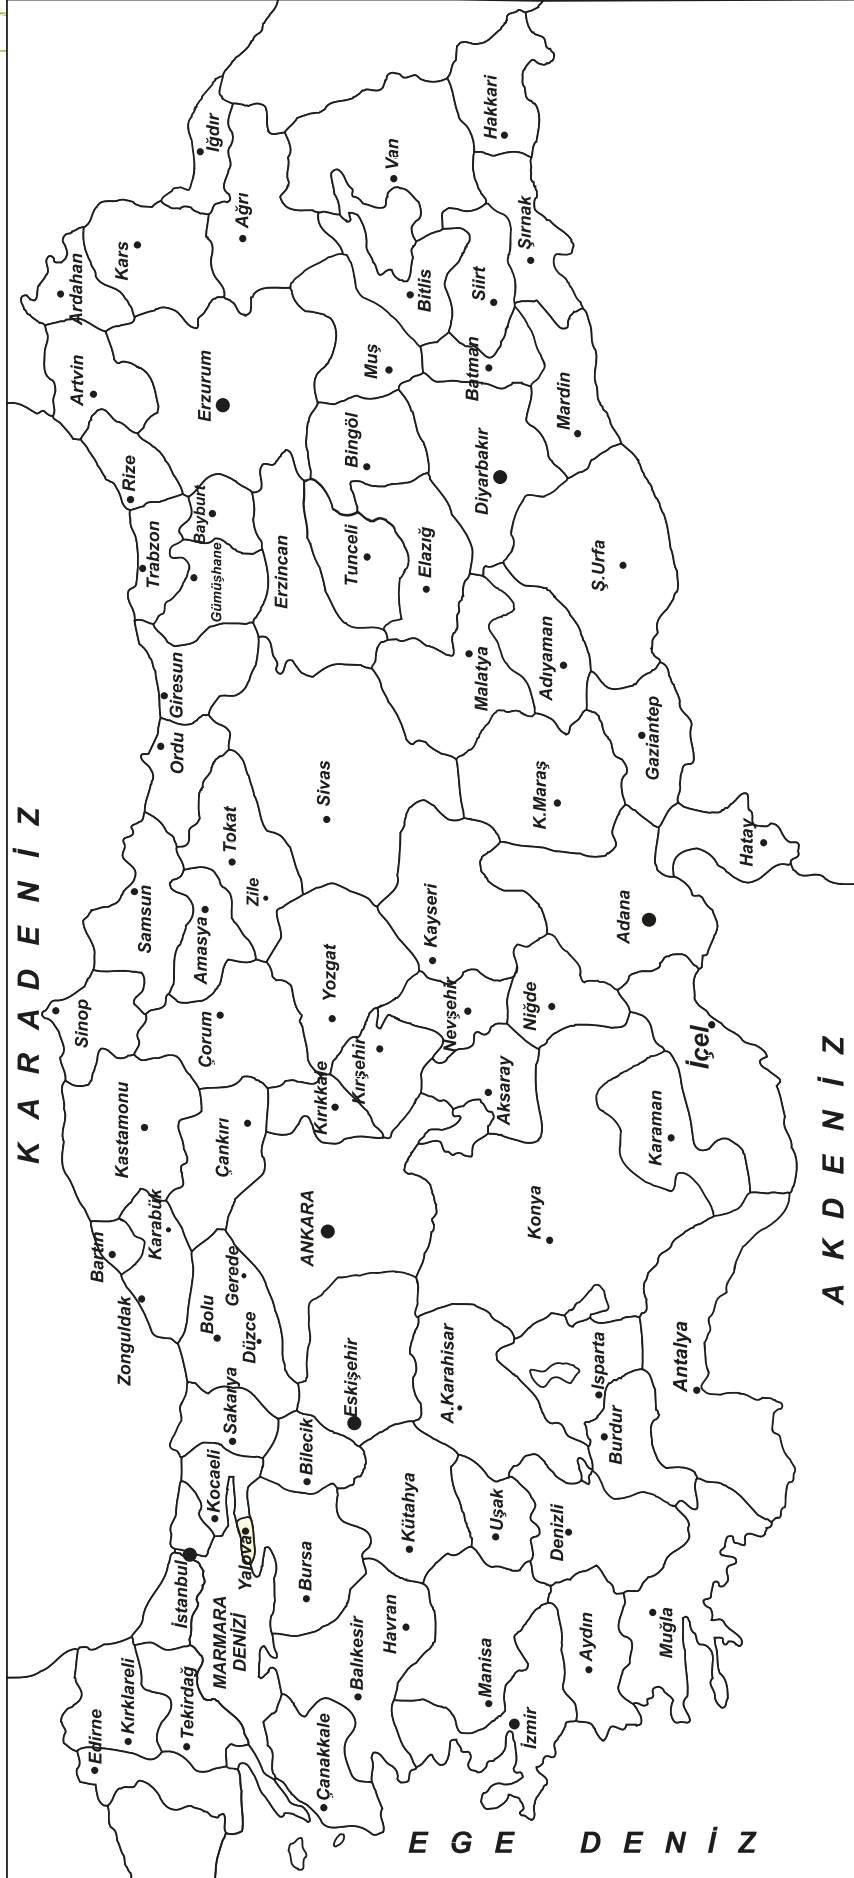 KARADENİZ
Edirne
Kırklareli
Tekirdağ
İstanbul
MARMARA
DENİZİ
Yalova
Kocaeli
Sakarya
Düzce
Bolu
Gerede
Zonguldak
Bartın
Karabük
Kastamonu
Çankırı
Sinop
Çorum
Samsun
Amasya
Tokat
Zile
Ordu
Giresun
Trabzon
Gümüşhane
Bayburt
Rize
Artvin
Ardahan
Kars
Iğdır
Ağrı
Erzurum
Erzincan
Çanakkale
Balıkesir
Havran
Bursa
Bilecik
Eskişehir
Kütahya
ANKARA
Kırıkkale
Kırşehir
Yozgat
Sivas
Tunceli
Bingöl
Elazığ
Muş
Bitlis
Van
Hakkari
Şırnak
Siirt
Batman
Mardin
Diyarbakır
Ş.Urfa
Adıyaman
Malatya
Gaziantep
K.Maraş
Kayseri
Nevşehir
Niğde
Aksaray
Adana
Hatay
İçel
Karaman
Konya
A.Karahisar
Isparta
Burdur
Antalya
Uşak
Denizli
Manisa
İzmir
Aydın
Muğla
EGE DENİZ
AKDENİZ